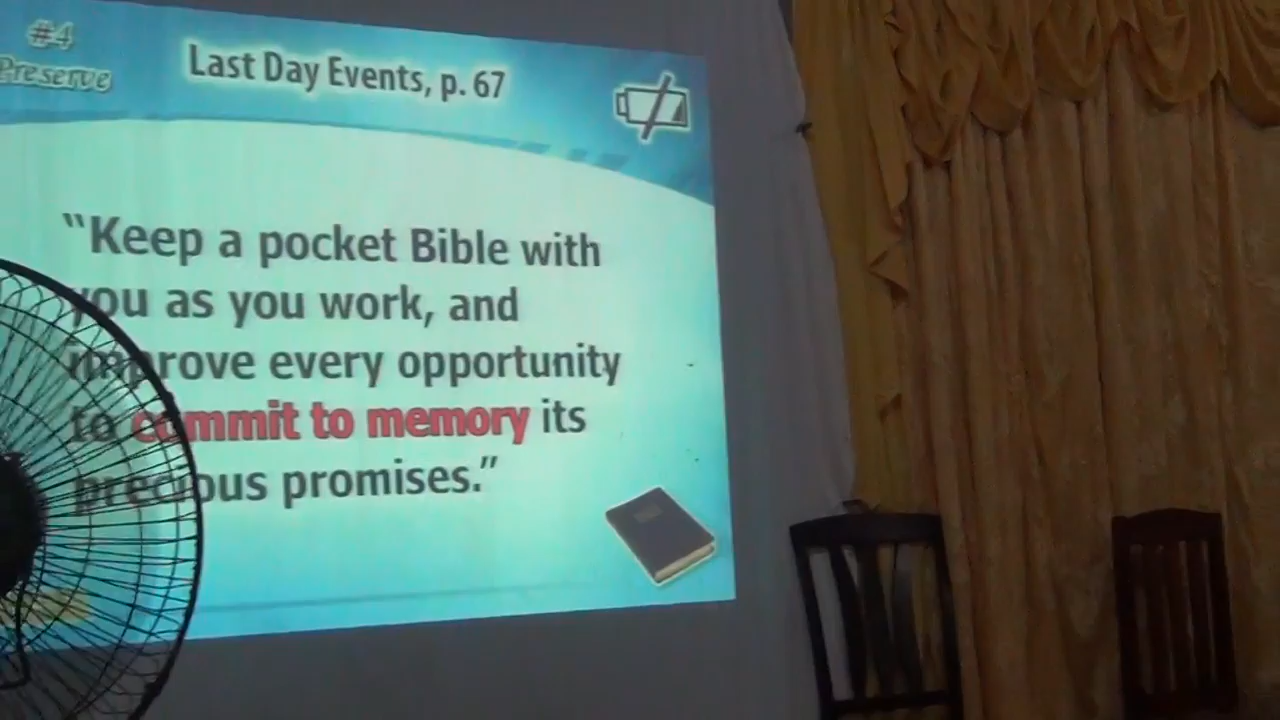 #4
Preserve
Last Day Events, p. 67
“Keep a pocket Bible with
you as you work, and
improve every opportunity
to commit to memory its
precious promises.”